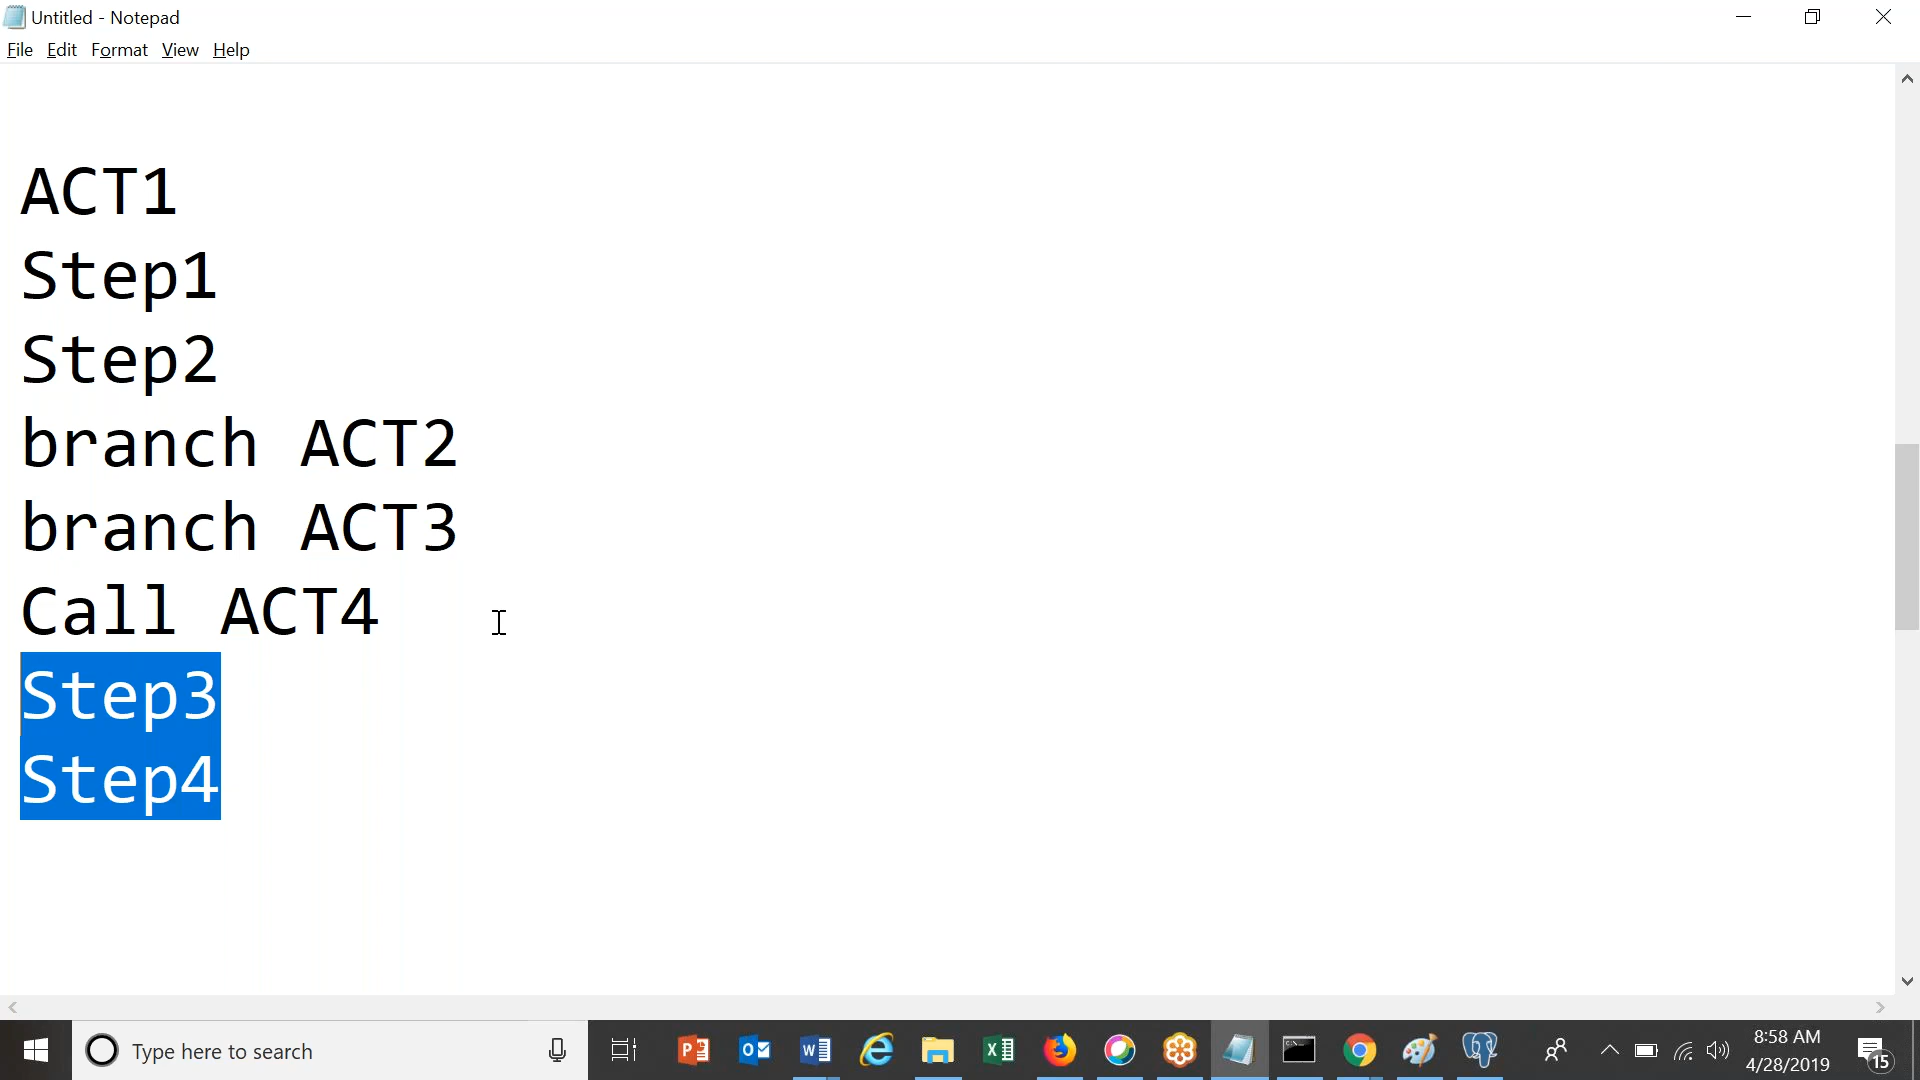 Untitled - Notepad
File Edit Format View Help
ACT1
Step1
Step2
branch ACT2
branch ACT3
Call ACT4
Step3
Step4
Type here to search
8:58 AM
4/28/2019
15